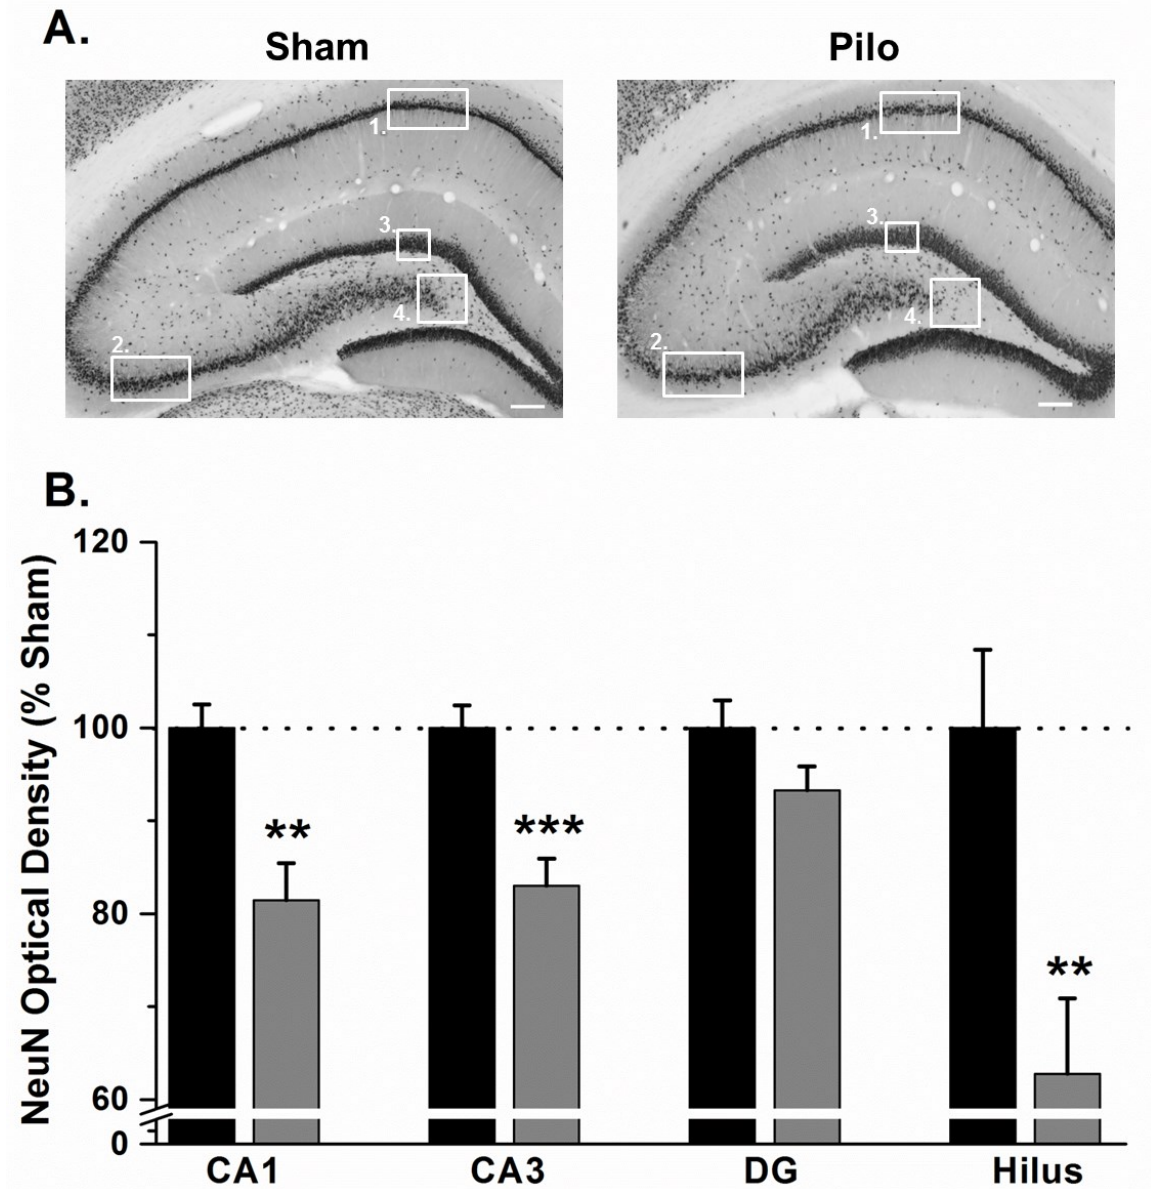 A.
Sham
Pilo
1.
3.
4.
2.
1.
3.
4.
2.
B.
NeuN Optical Density (% Sham)
120
100
80
60
0
**
***
**
CA1
CA3
DG
Hilus